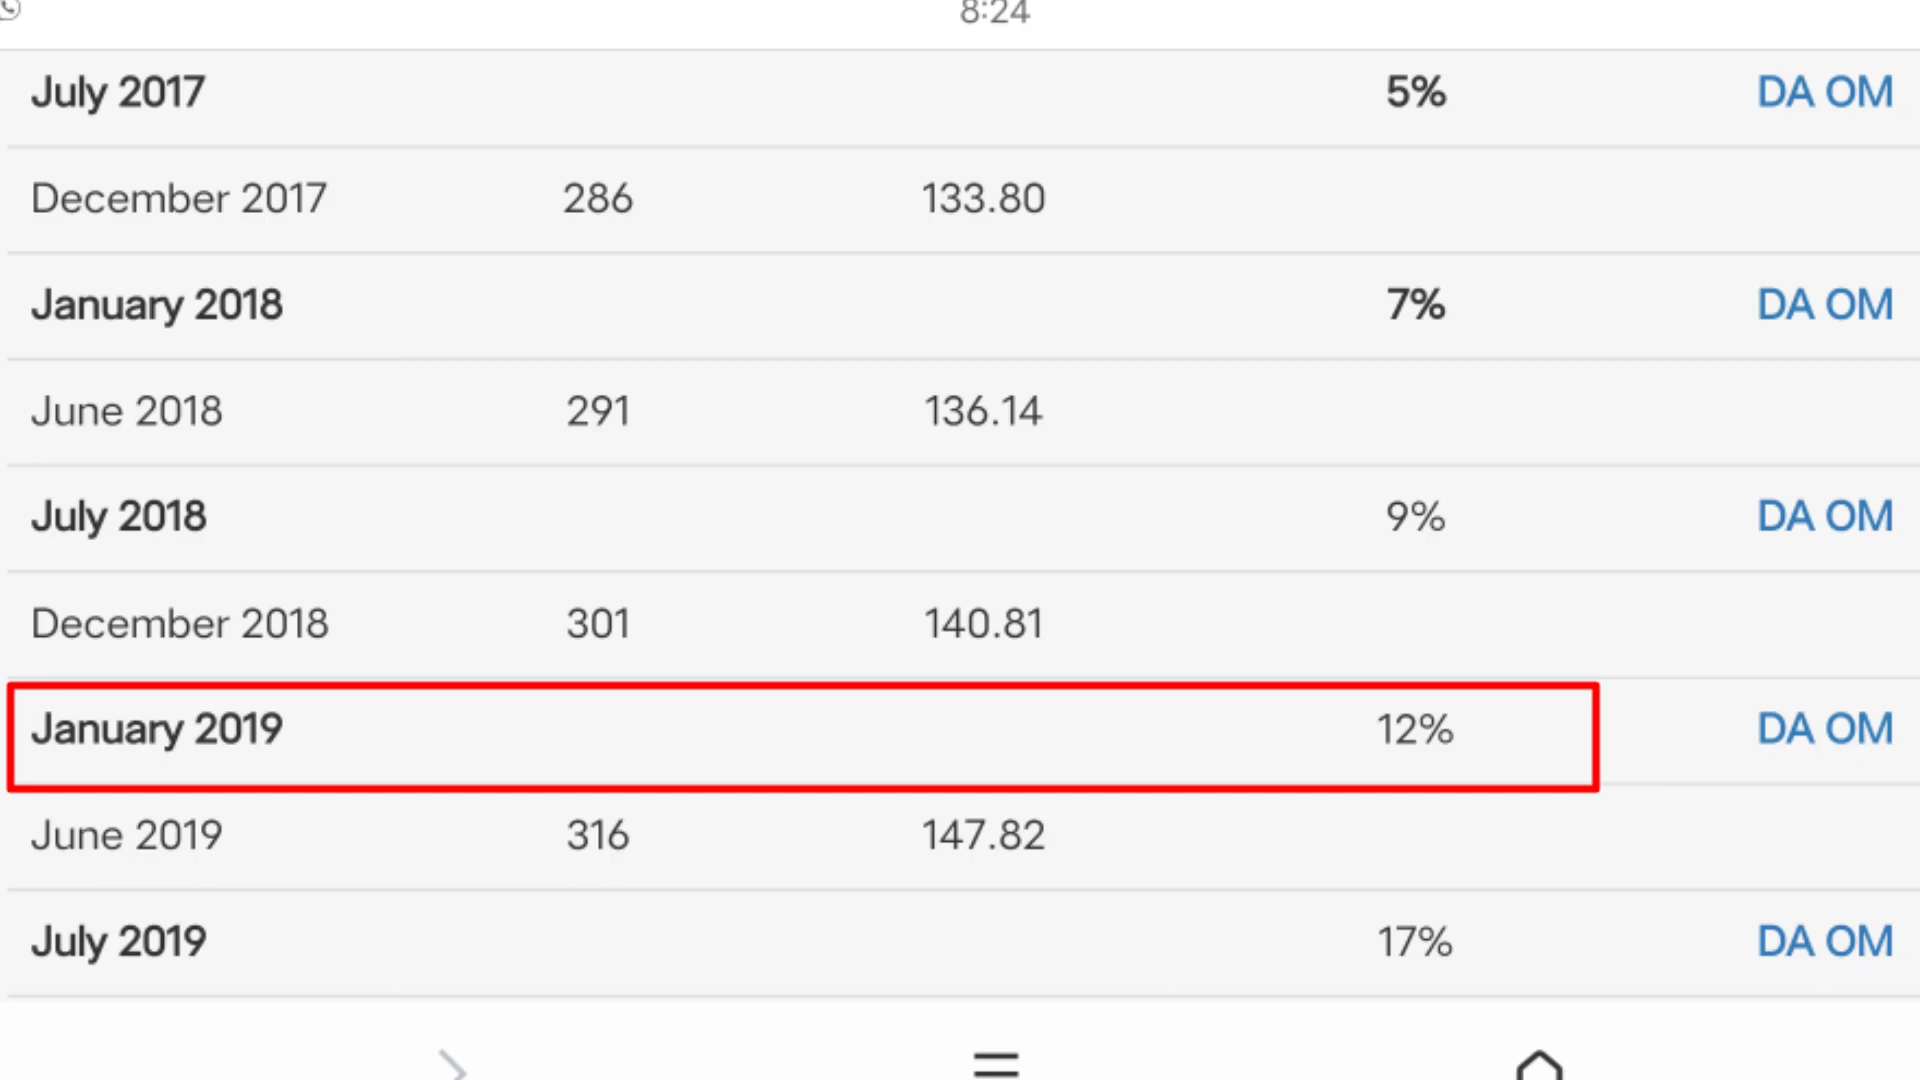 8:24
July 2017 5% DA OM
December 2017 286 133.80
January 2018 7% DA OM
June 2018 291 136.14
July 2018 9% DA OM
December 2018 301 140.81
January 2019 12% DA OM
June 2019 316 147.82
July 2019 17% DA OM